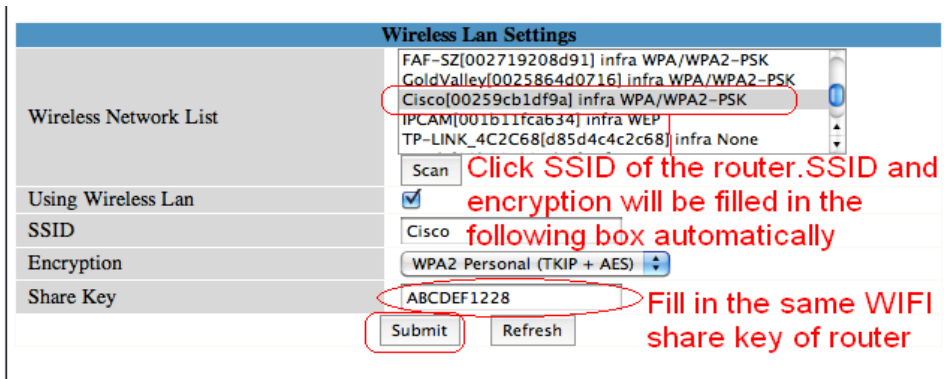 Wireless Lan Settings
Wireless Network List
FAF-SZ[002719208d91] infra WPA/WPA2-PSK
GoldValley[0025864d0716] infra WPA/WPA2-PSK
Cisco[00259cb1df9a] infra WPA/WPA2-PSK
IPCAM[001b11fca634] infra WEP
TP-LINK_4C2C68[d85d4c4c2c68] infra None
Scan
Click SSID of the router.SSID and
encryption will be filled in the
following box automatically
Using Wireless Lan
SSID
Cisco
Encryption
WPA2 Personal (TKIP + AES)
Share Key
ABCDEF1228
Fill in the same WIFI
share key of router
Submit
Refresh